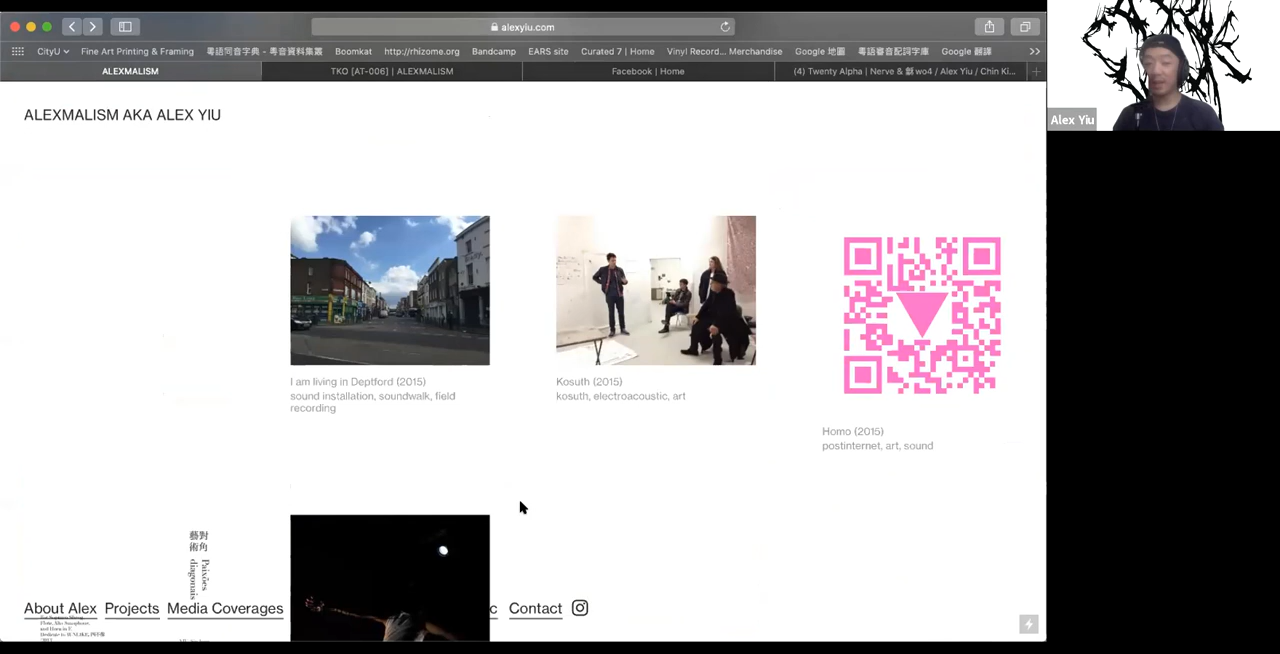 alexyiu.com
CityU
Fine Art Printing & Framing
粵語同音字典 - 粵音資料集叢
Boomkat
http://rhizome.org
Bandcamp
EARS site
Curated 7 | Home
Vinyl Record... Merchandise
Google 地圖
粵語審音配詞字庫
Google 翻譯
ALEXMALISM
TKO [AT-006] | ALEXMALISM
Facebook | Home
(4) Twenty Alpha | Nerve & 龢 wo4 / Alex Yiu / Chin Ki...
Alex Yiu
ALEXMALISM AKA ALEX YIU
I am living in Deptford (2015)
sound installation, soundwalk, field
recording
Kosuth (2015)
kosuth, electroacoustic, art
Homo (2015)
postinternet, art, sound
對角
藝術
Paixões
diagonais
About Alex
Projects
Media Coverages
c
Contact